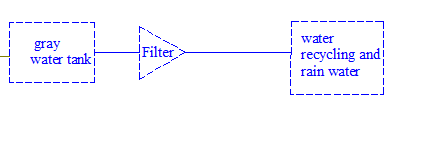 gray
water tank
Filter
water
recycling and
rain water